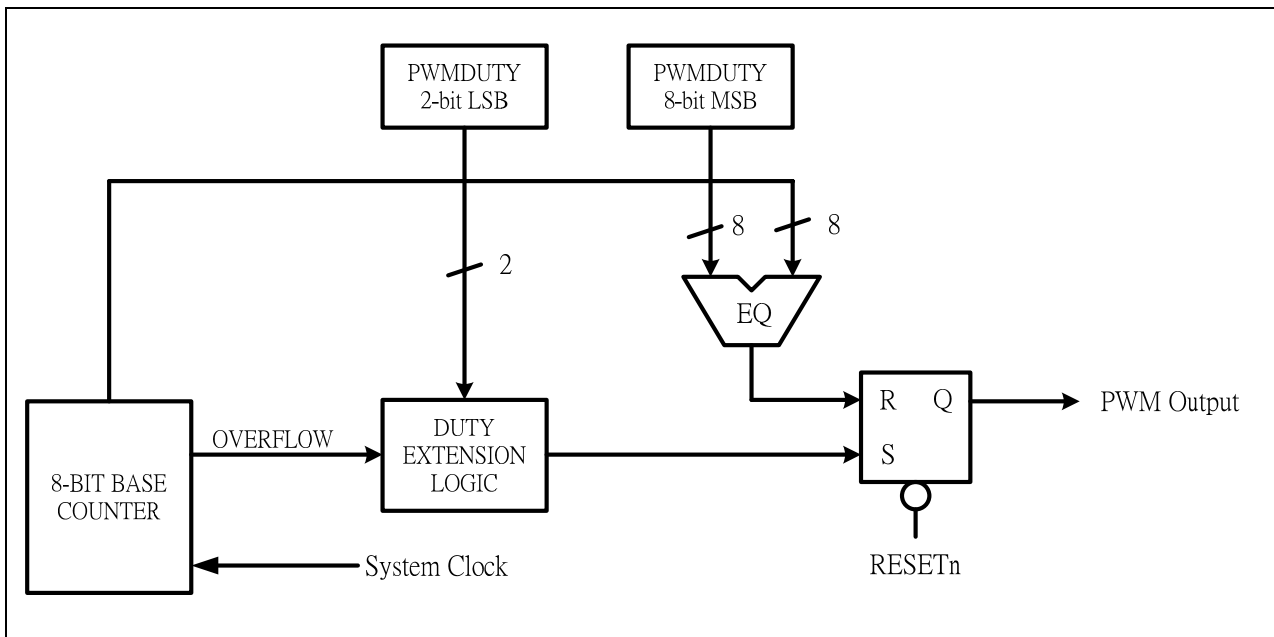 PWMDUTY
2-bit LSB
PWMDUTY
8-bit MSB
8
8
2
EQ
R
Q
PWM Output
S
OVERFLOW
DUTY
EXTENSION
LOGIC
8-BIT BASE
COUNTER
System Clock
RESETn